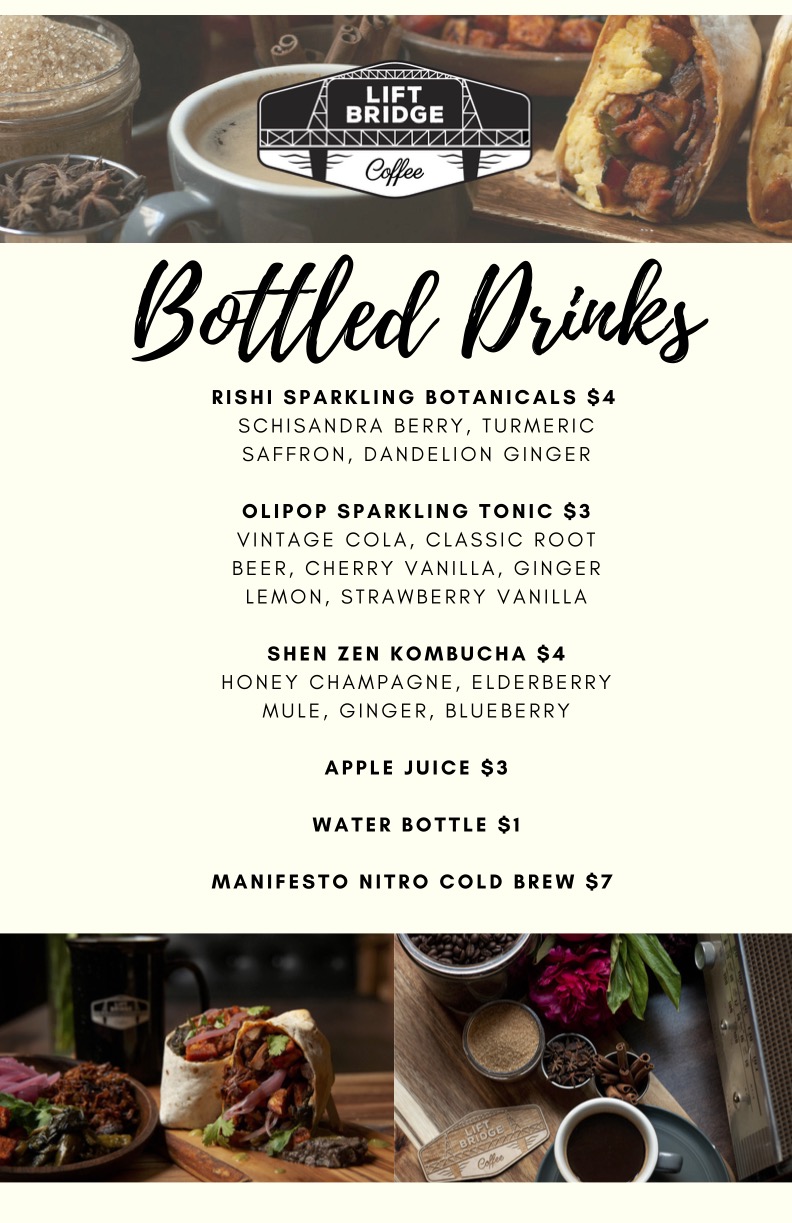 LIFT
BRIDGE
Coffee
Bottled Drinks
RISHI SPARKLING BOTANICALS $4
SCHISANDRA BERRY, TURMERIC
SAFFRON, DANDELION GINGER
OLIPOP SPARKLING TONIC $3
VINTAGE COLA, CLASSIC ROOT
BEER, CHERRY VANILLA, GINGER
LEMON, STRAWBERRY VANILLA
SHEN ZEN KOMBUCHA $4
HONEY CHAMPAGNE, ELDERBERRY
MULE, GINGER, BLUEBERRY
APPLE JUICE $3
WATER BOTTLE $1
MANIFESTO NITRO COLD BREW $7
LIFT
BRIDGE
LIFT
BRIDGE
Coffee